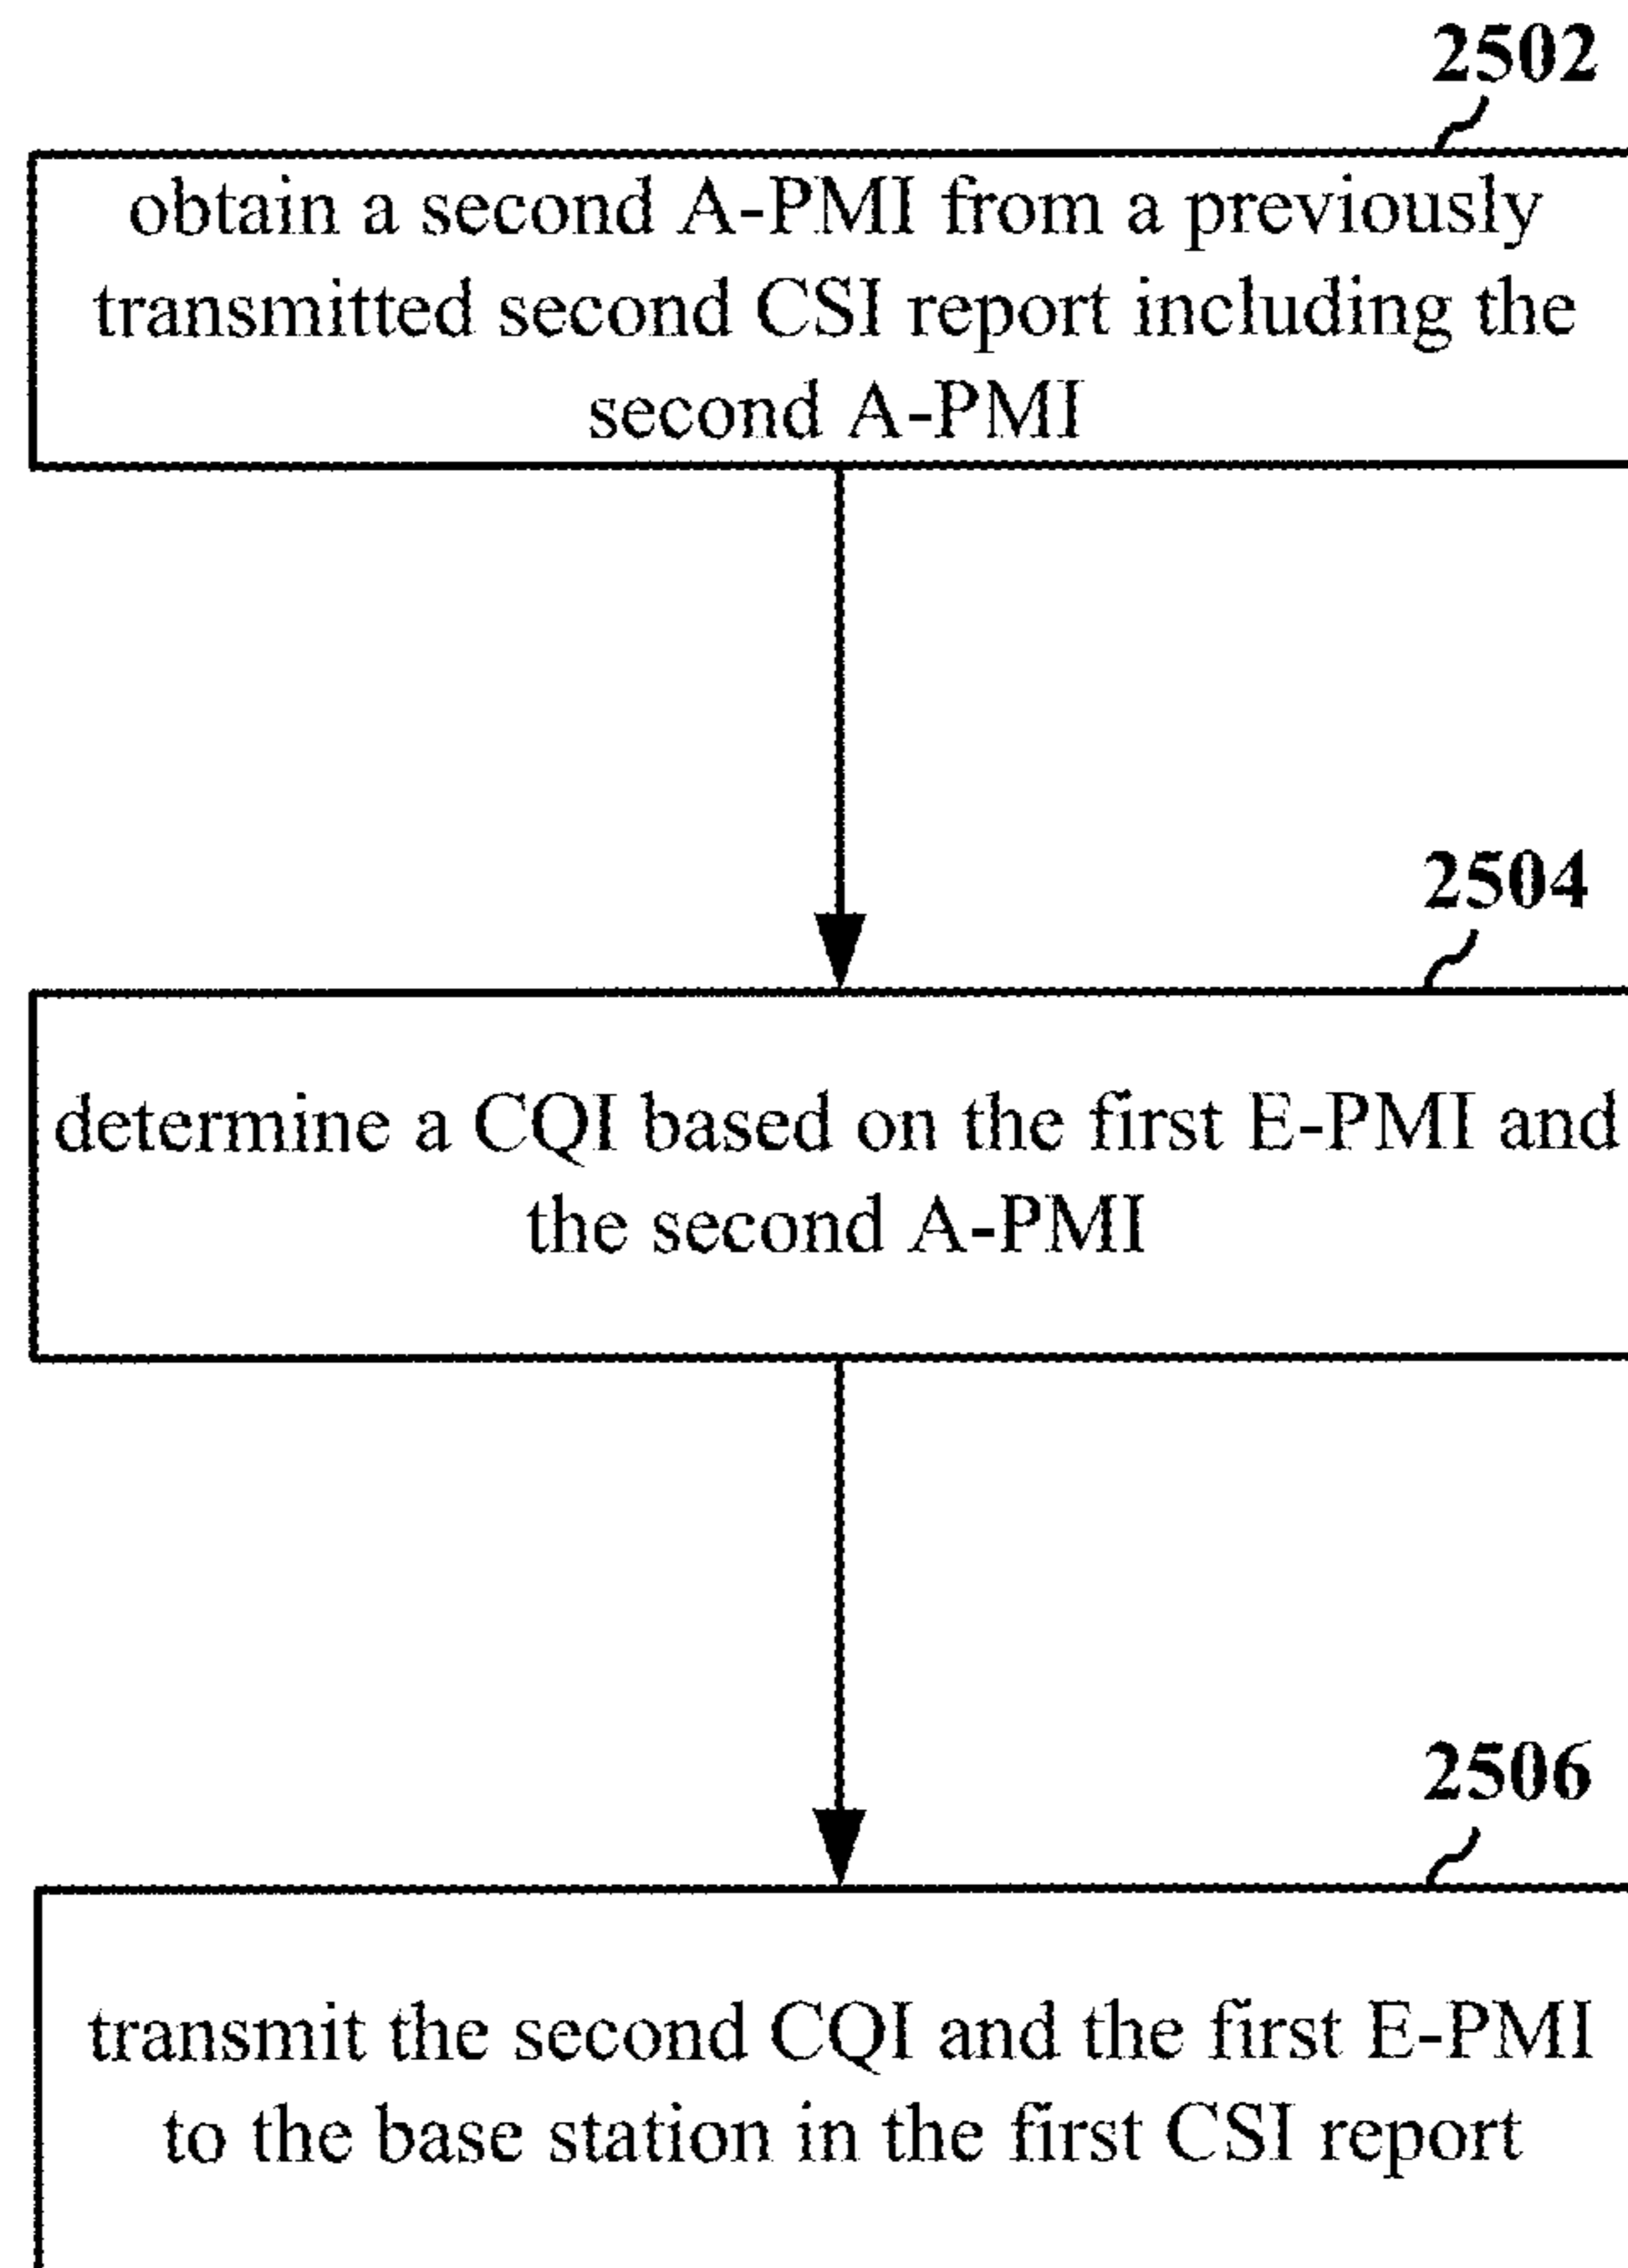 2502
obtain a second A-PMI from a previously
transmitted second CSI report including the
second A-PMI
2504
determine a CQI based on the first E-PMI and
the second A-PMI
2506
transmit the second CQI and the first E-PMI
to the base station in the first CSI report